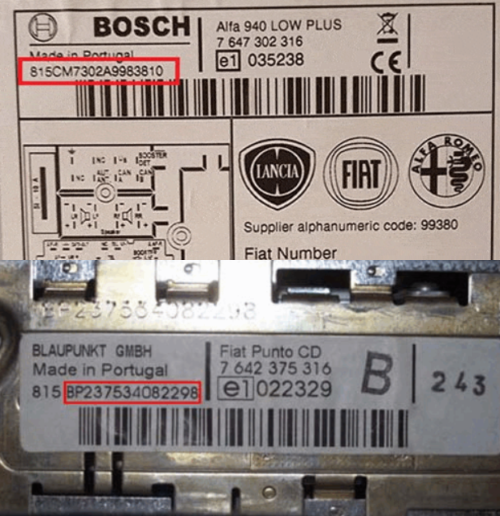 BOSCH
Alfa 940 LOW PLUS
7 647 302 316
Made in Portugal
e1 035238
CE
815CM7302A9983810
BOOSTER
LANCIA
FIAT
ALFA ROMEO
Supplier alphanumeric code: 99380
Fiat Number
BP237534082298
BLAUPUNKT GMBH
Made in Portugal
815 BP237534082298
Fiat Punto CD
7 642 375 316
e1 022329
B
243